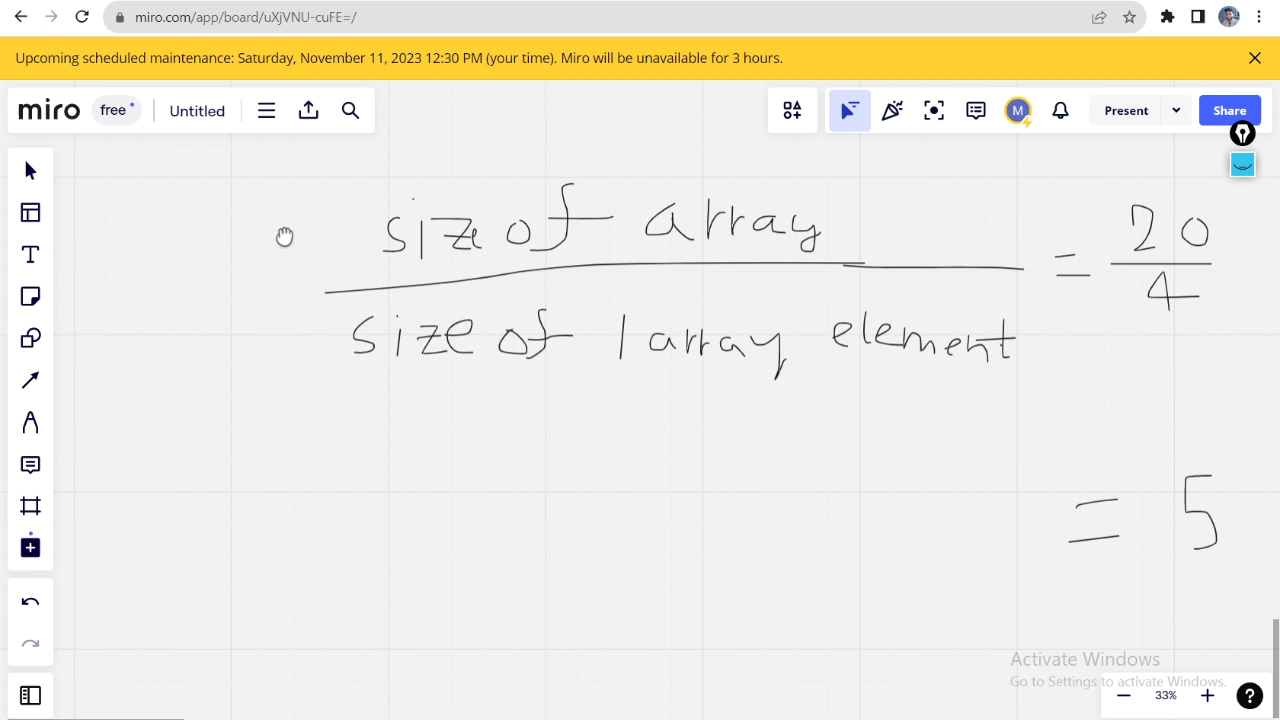 miro.com/app/board/uXjVNU-cuFE=/
Upcoming scheduled maintenance: Saturday, November 11, 2023 12:30 PM (your time). Miro will be unavailable for 3 hours.
miro free Untitled M Present Share
size of array = 20
size of 1 array element 4
= 5
Activate Windows
Go to Settings to activate Windows.
33%